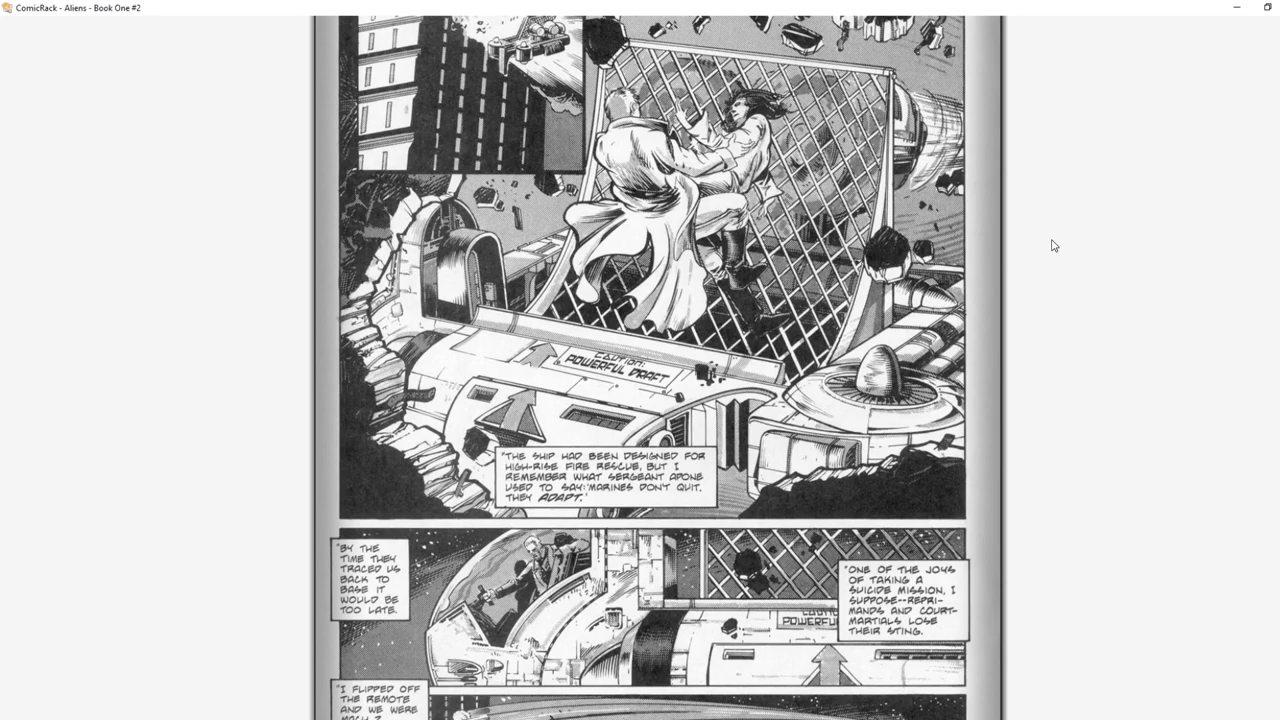 ComicRack - Aliens - Book One #2
CAUTION:
POWERFUL DRAFT
"THE SHIP HAD BEEN DESIGNED FOR
HIGH-RISE FIRE RESCUE, BUT I
REMEMBER WHAT SERGEANT APONE
USED TO SAY: 'MARINES DON'T QUIT.
THEY ADAPT.'
"BY THE
TIME THEY
TRACED US
BACK TO
BASE IT
WOULD BE
TOO LATE.
"ONE OF THE JOYS
OF TAKING A
SUICIDE MISSION, I
SUPPOSE--REPRI-
MANDS AND COURT-
MARTIALS LOSE
THEIR STING.
POWERFU
"I FLIPPED OFF
THE REMOTE
AND WE WERE